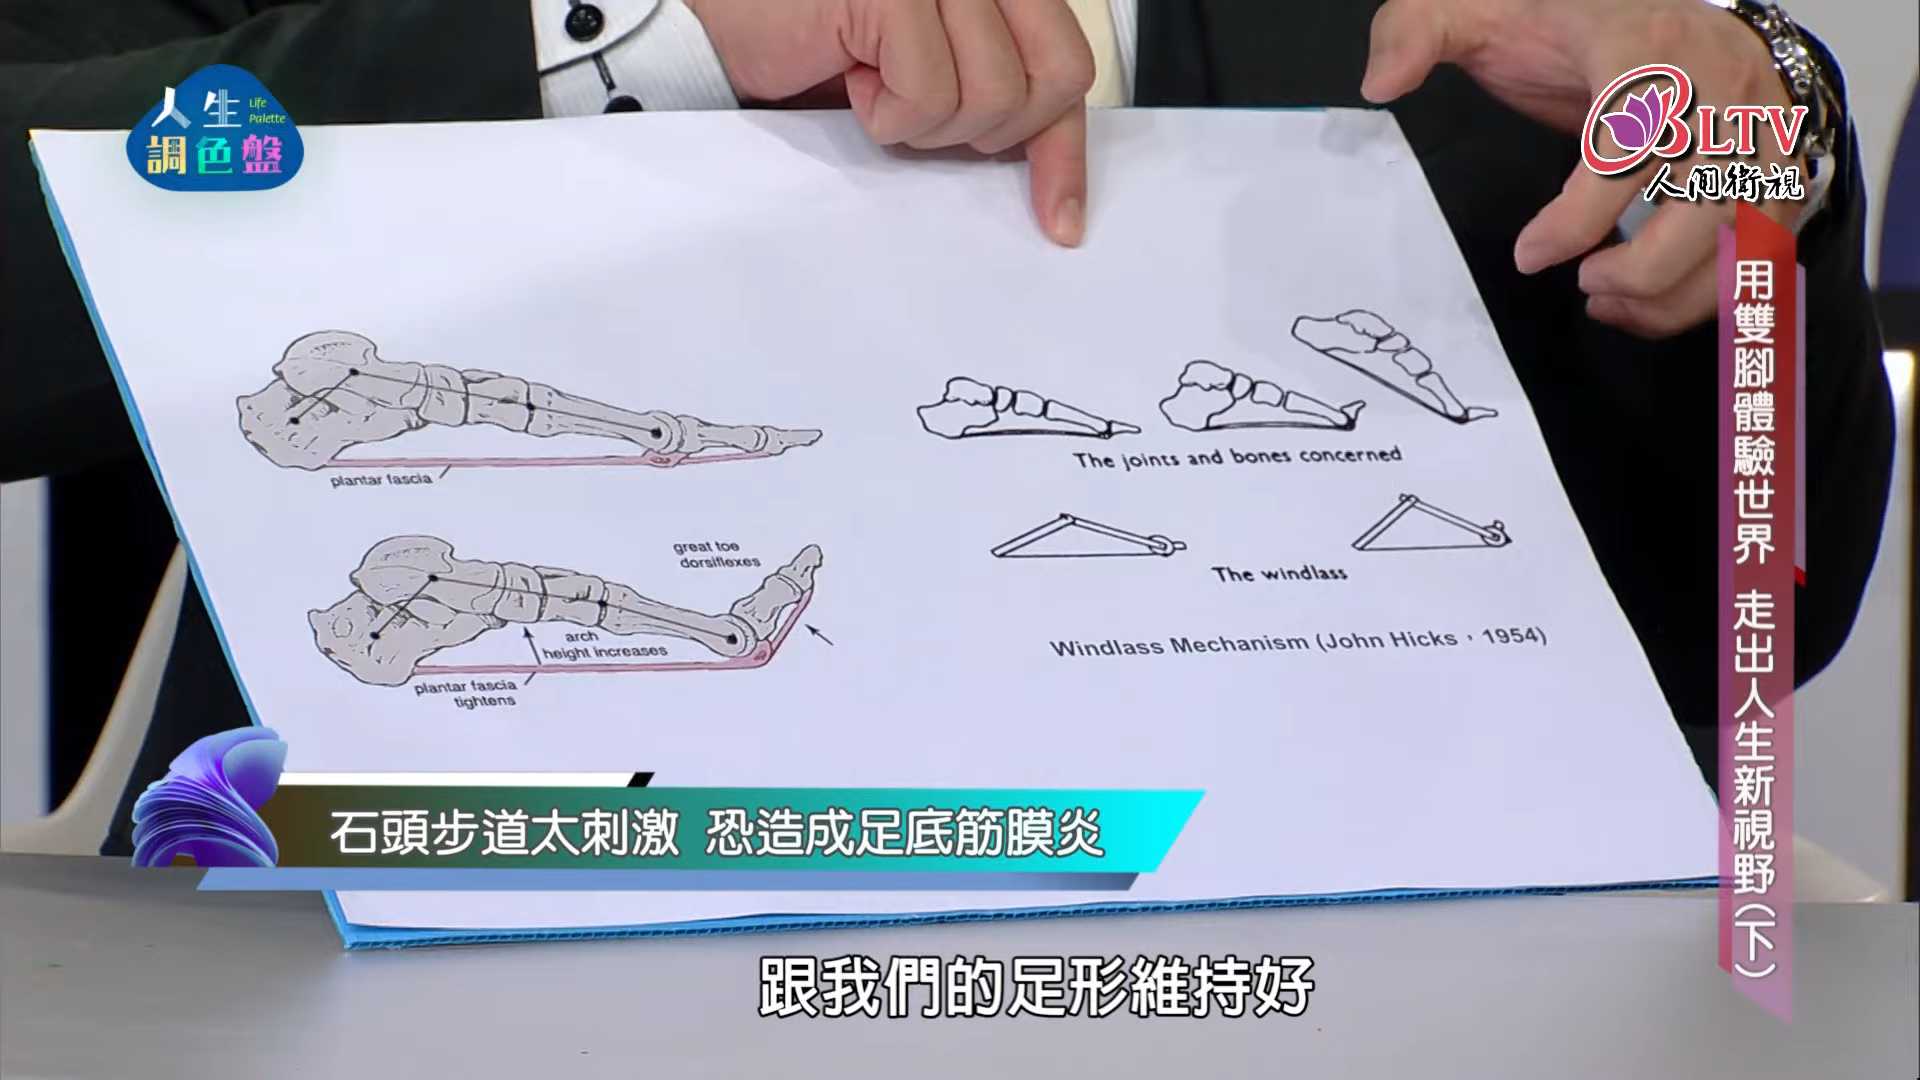 人生
Life
Palette
調色盤
BLTV
人間衛視
用雙腳體驗世界 走出人生新視野(下)
plantar fascia
great toe
dorsiflexes
arch
height increases
plantar fascia
tightens
The joints and bones concerned
The windlass
Windlass Mechanism (John Hicks，1954)
石頭步道太刺激 恐造成足底筋膜炎
跟我們的足形維持好